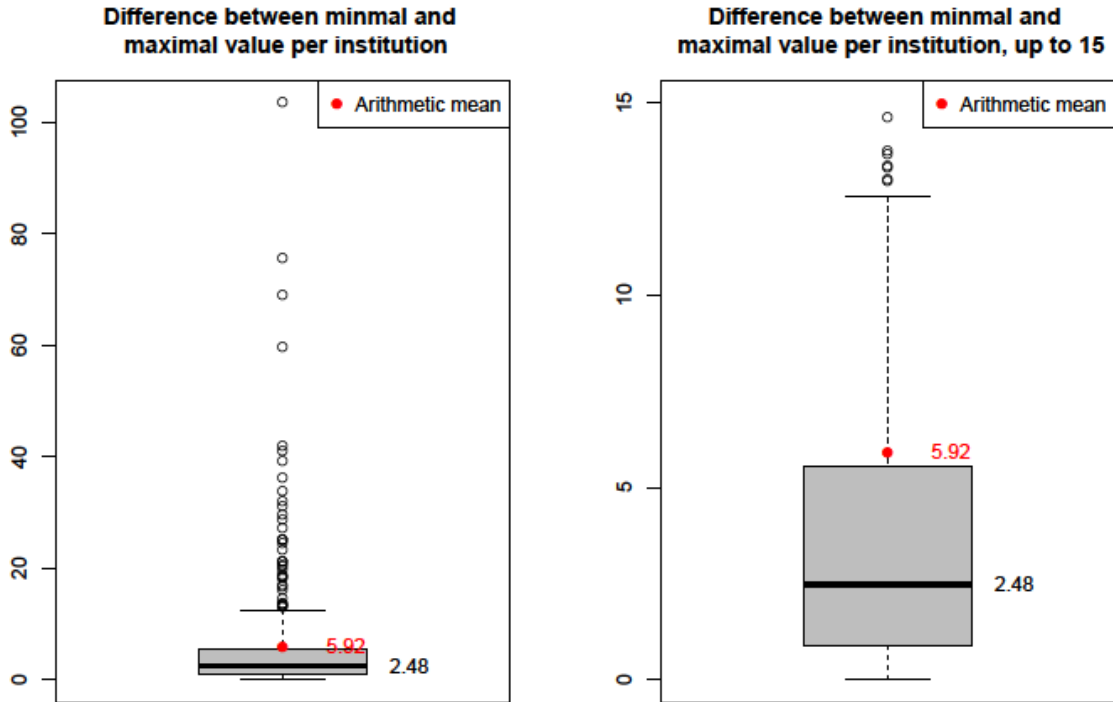 Difference between minmal and
maximal value per institution
Arithmetic mean
100
80
60
40
20
0
5.92
2.48
Difference between minmal and
maximal value per institution, up to 15
Arithmetic mean
15
10
5
0
5.92
2.48